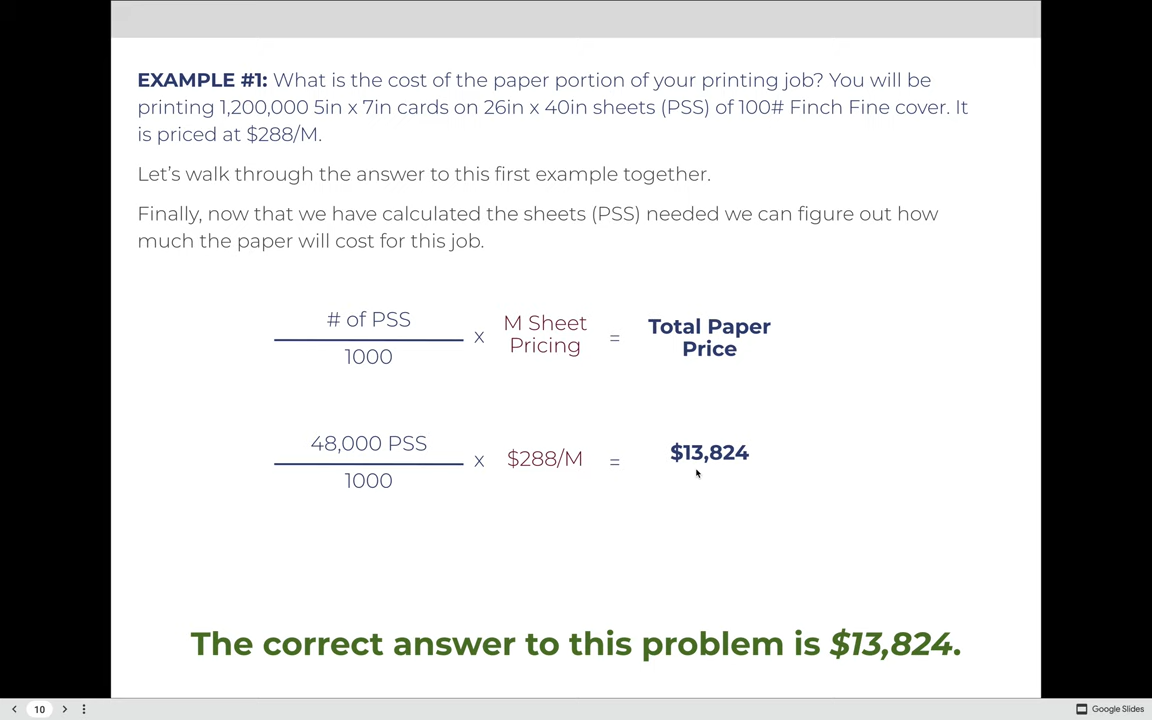 EXAMPLE #1: What is the cost of the paper portion of your printing job? You will be
printing 1,200,000 5in x 7in cards on 26in x 40in sheets (PSS) of 100# Finch Fine cover. It
is priced at $288/M.
Let's walk through the answer to this first example together.
Finally, now that we have calculated the sheets (PSS) needed we can figure out how
much the paper will cost for this job.
# of PSS
1000
x
M Sheet
Pricing
=
Total Paper
Price
48,000 PSS
1000
x
$288/M
=
$13,824
The correct answer to this problem is $13,824.
10
Google Slides